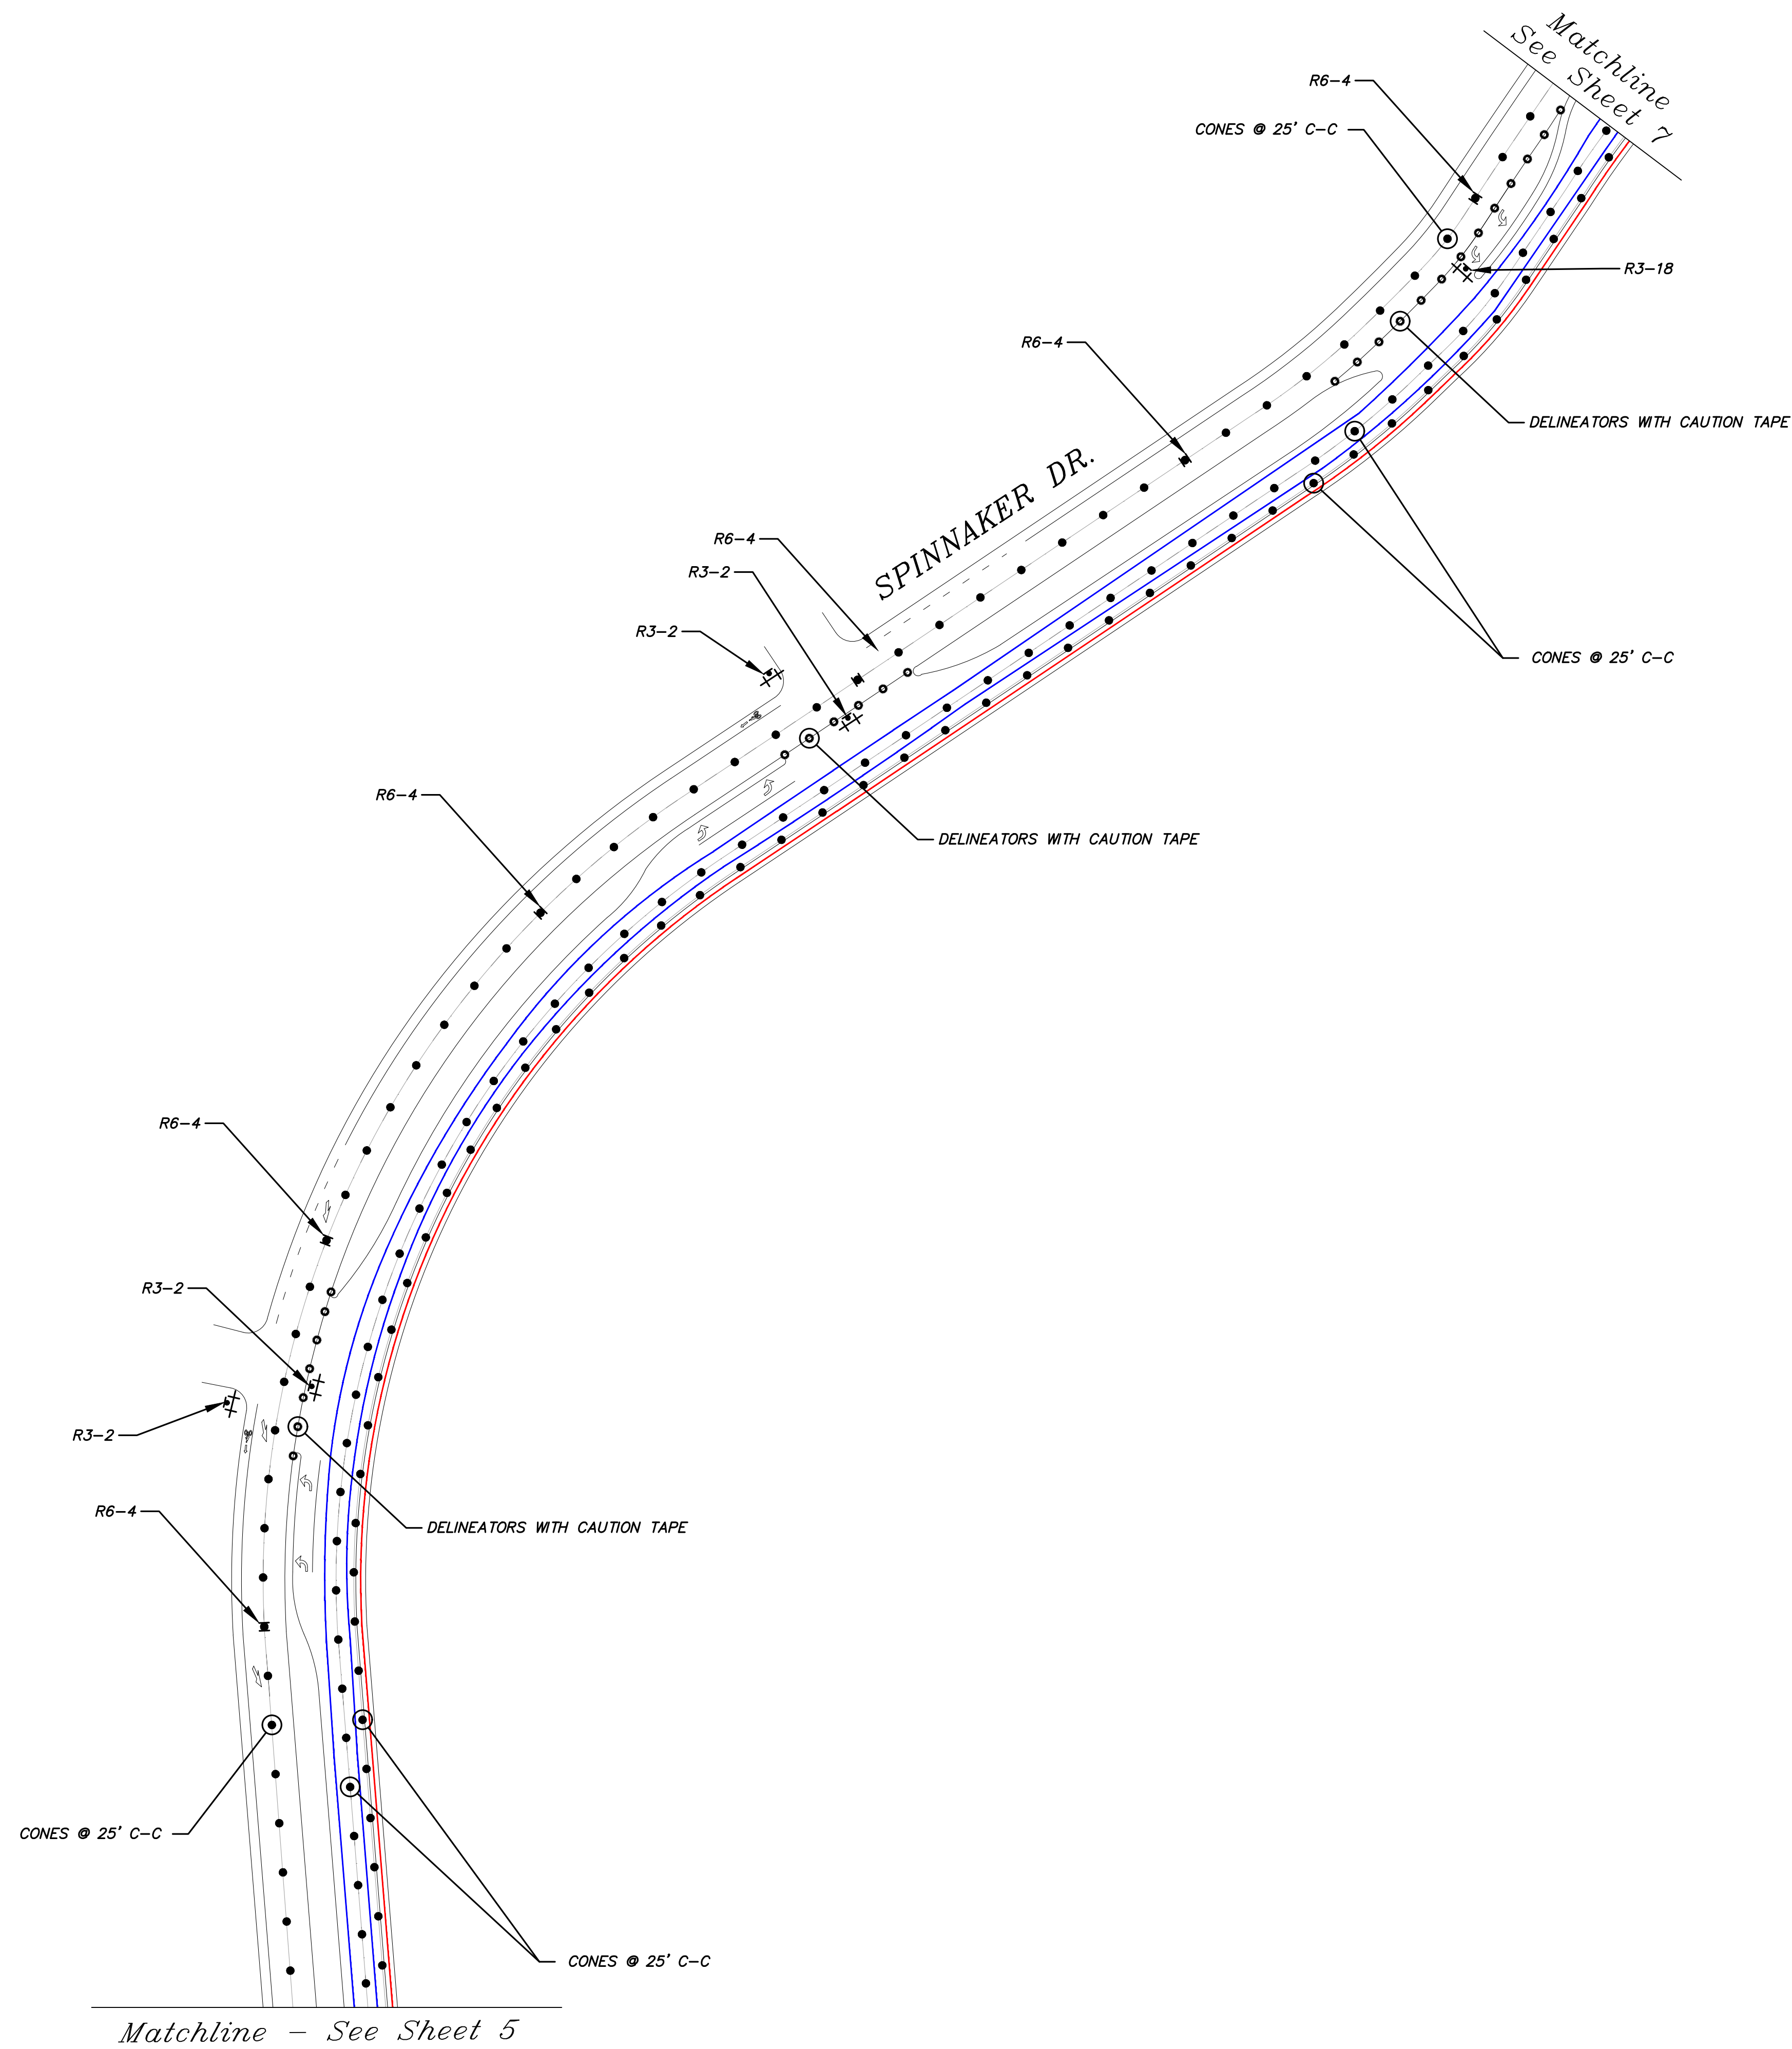 Matchline
See Sheet 7
R6-4
CONES @ 25' C-C
R3-18
R6-4
DELINEATORS WITH CAUTION TAPE
SPINNAKER DR.
R6-4
R3-2
R3-2
CONES @ 25' C-C
R6-4
DELINEATORS WITH CAUTION TAPE
R6-4
R3-2
R3-2
R6-4
DELINEATORS WITH CAUTION TAPE
CONES @ 25' C-C
CONES @ 25' C-C
Matchline - See Sheet 5